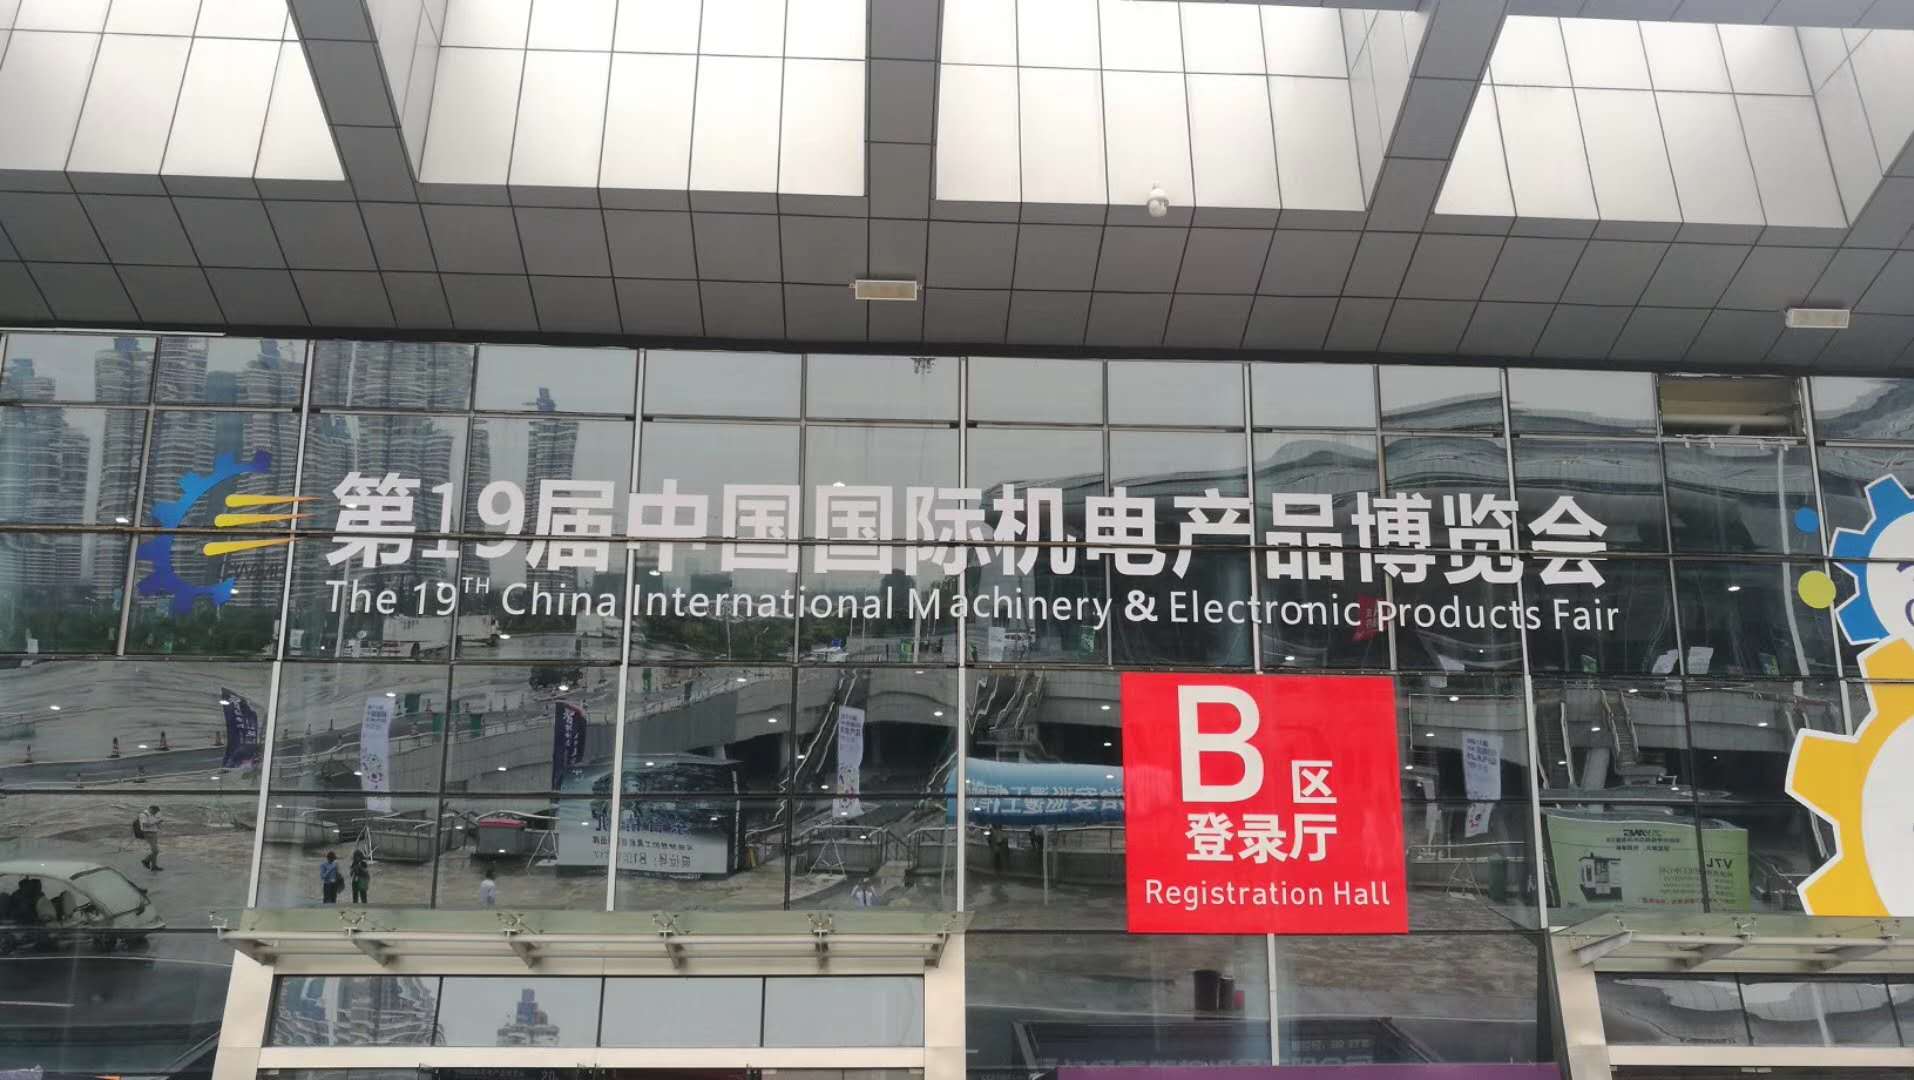 第19届中国国际机电产品博览会
The 19TH China International Machinery & Electronic Products Fair
B区
登录厅
Registration Hall